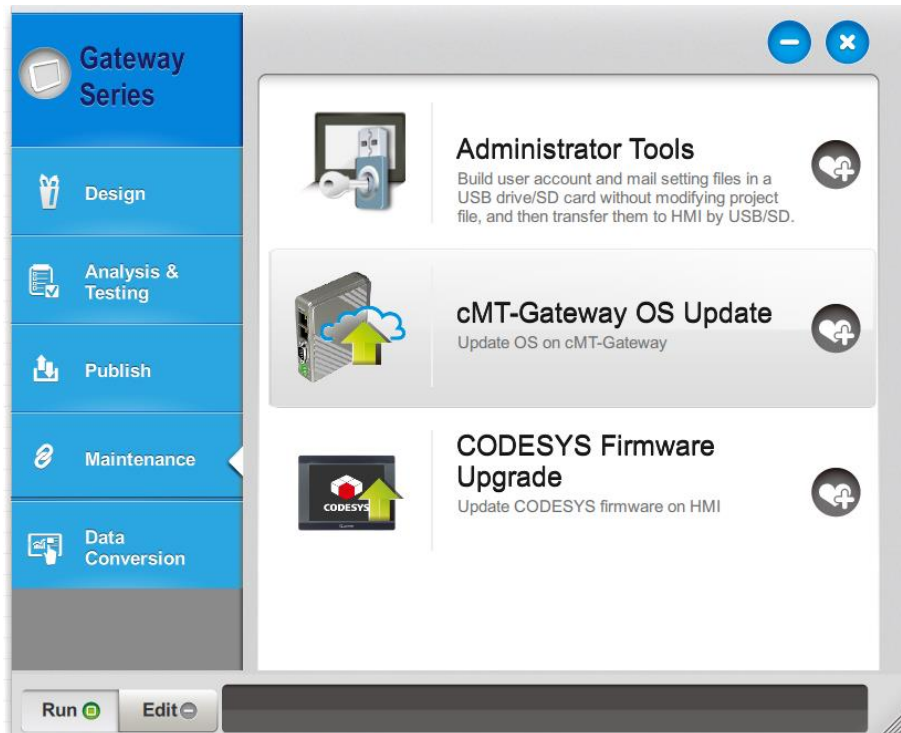 Gateway
Series
Design
Analysis &
Testing
Publish
Maintenance
Data
Conversion
Administrator Tools
Build user account and mail setting files in a
USB drive/SD card without modifying project
file, and then transfer them to HMI by USB/SD.
cMT-Gateway OS Update
Update OS on cMT-Gateway
CODESYS
CODESYS Firmware
Upgrade
Update CODESYS firmware on HMI
Run
Edit